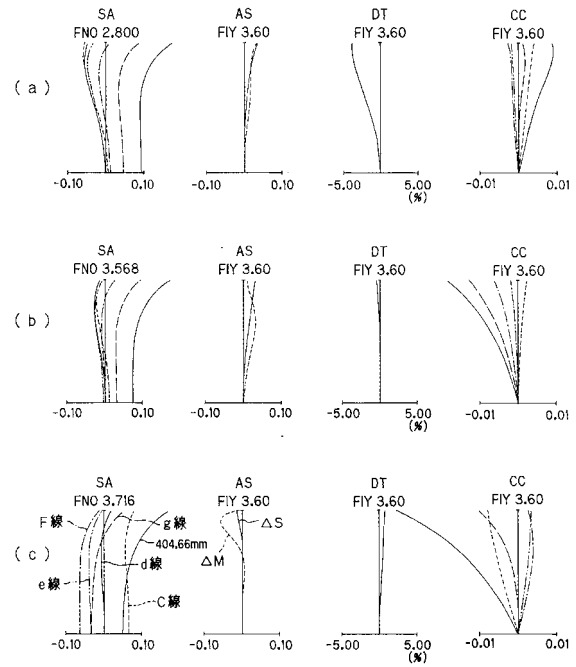 SA AS DT CC
FNO 2.800 FIY 3.60 FIY 3.60 FIY 3.60
(a)
-0.10 0.10 -0.10 0.10 -5.00 5.00 -0.01 0.01
(%)
SA AS DT CC
FNO 3.568 FIY 3.60 FIY 3.60 FIY 3.60
(b)
-0.10 0.10 -0.10 0.10 -5.00 5.00 -0.01 0.01
(%)
SA AS DT CC
FNO 3.716 FIY 3.60 FIY 3.60 FIY 3.60
F線 g線 ΔS
404.66mm
(c) d線 ΔM
e線 C線
-0.10 0.10 -0.10 0.10 -5.00 5.00 -0.01 0.01
(%)